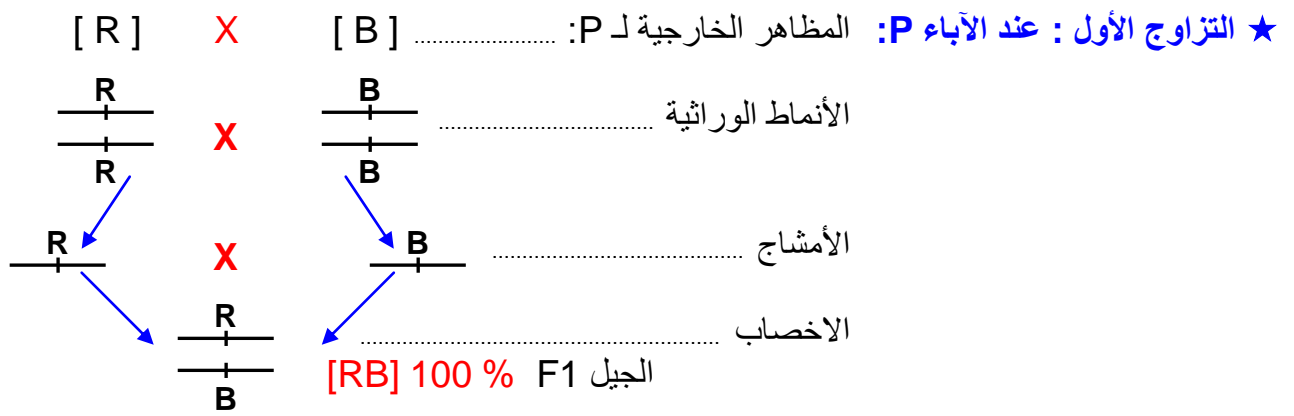 ★ التزاوج الأول : عند الآباء P: المظاهر الخارجية لـ P: .................. [ B ] X [ R ]
R B
الأنماط الوراثية .................. X
R B
R B
الأمشاج .................. X
R
الاخصاب ..................
الجيل F1 [RB] 100 %
B